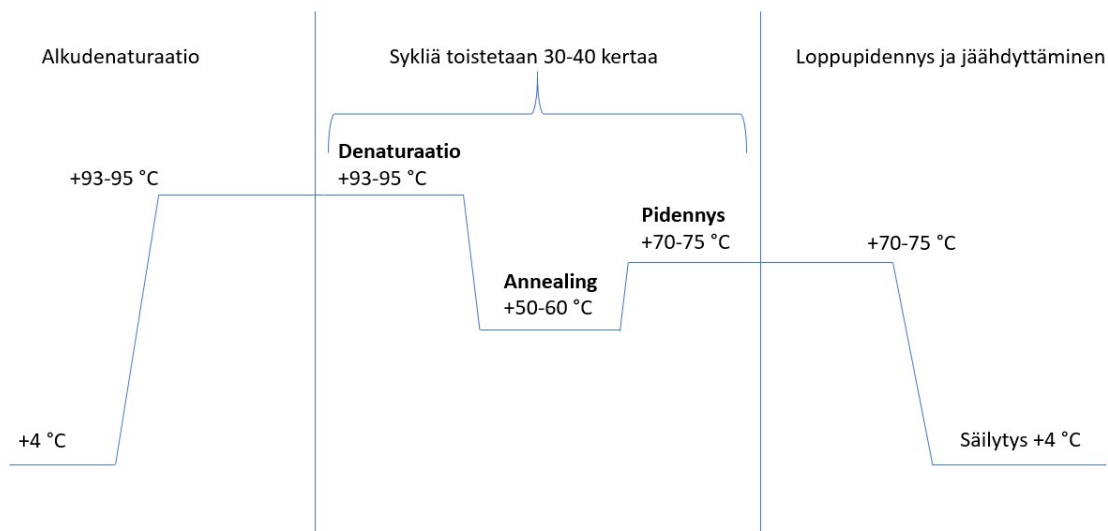 Alkudenaturaatio
Sykliä toistetaan 30-40 kertaa
Loppupidennys ja jäähdyttäminen
+93-95 °C
Denaturaatio
+93-95 °C
Annealing
+50-60 °C
Pidennys
+70-75 °C
+70-75 °C
+4 °C
Säilytys +4 °C